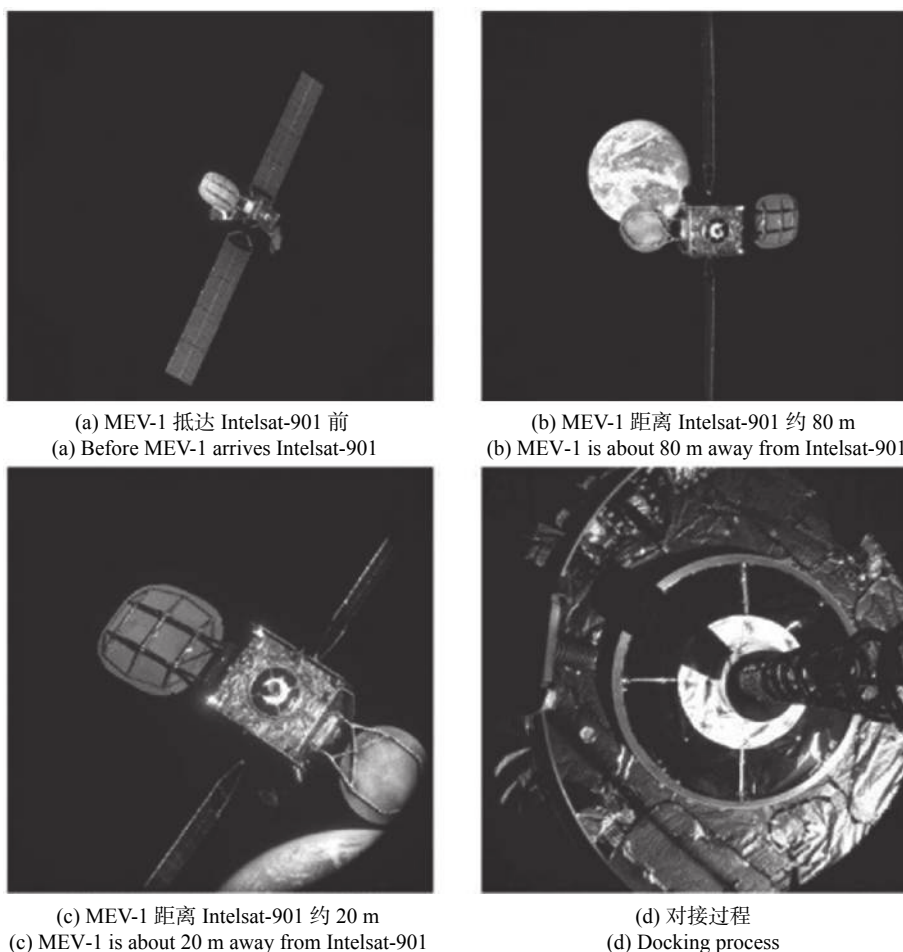 (a) MEV-1 抵达 Intelsat-901 前
(a) Before MEV-1 arrives Intelsat-901
(b) MEV-1 距离 Intelsat-901 约 80 m
(b) MEV-1 is about 80 m away from Intelsat-901
(c) MEV-1 距离 Intelsat-901 约 20 m
(c) MEV-1 is about 20 m away from Intelsat-901
(d) 对接过程
(d) Docking process